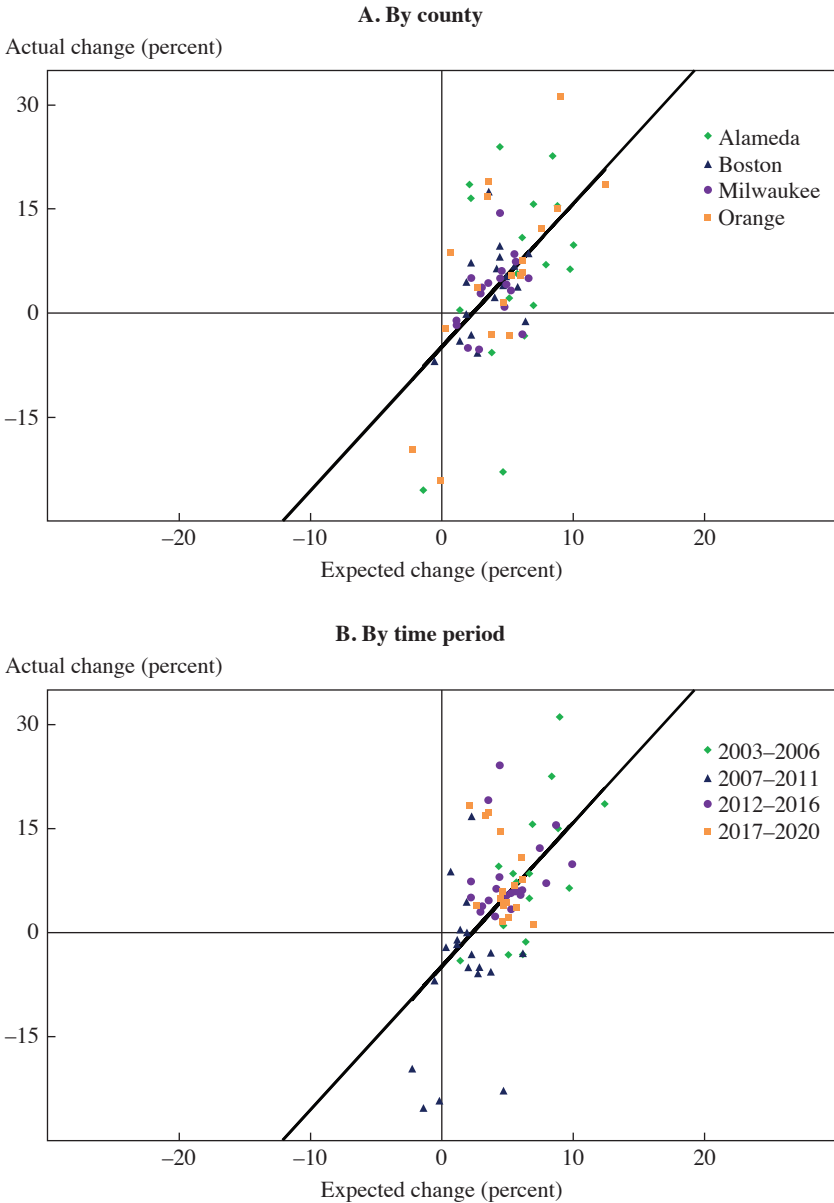 A. By county
Actual change (percent)
30
15
0
–15
Alameda
Boston
Milwaukee
Orange
–20 –10 0 10 20
Expected change (percent)
B. By time period
Actual change (percent)
30
15
0
–15
2003–2006
2007–2011
2012–2016
2017–2020
–20 –10 0 10 20
Expected change (percent)